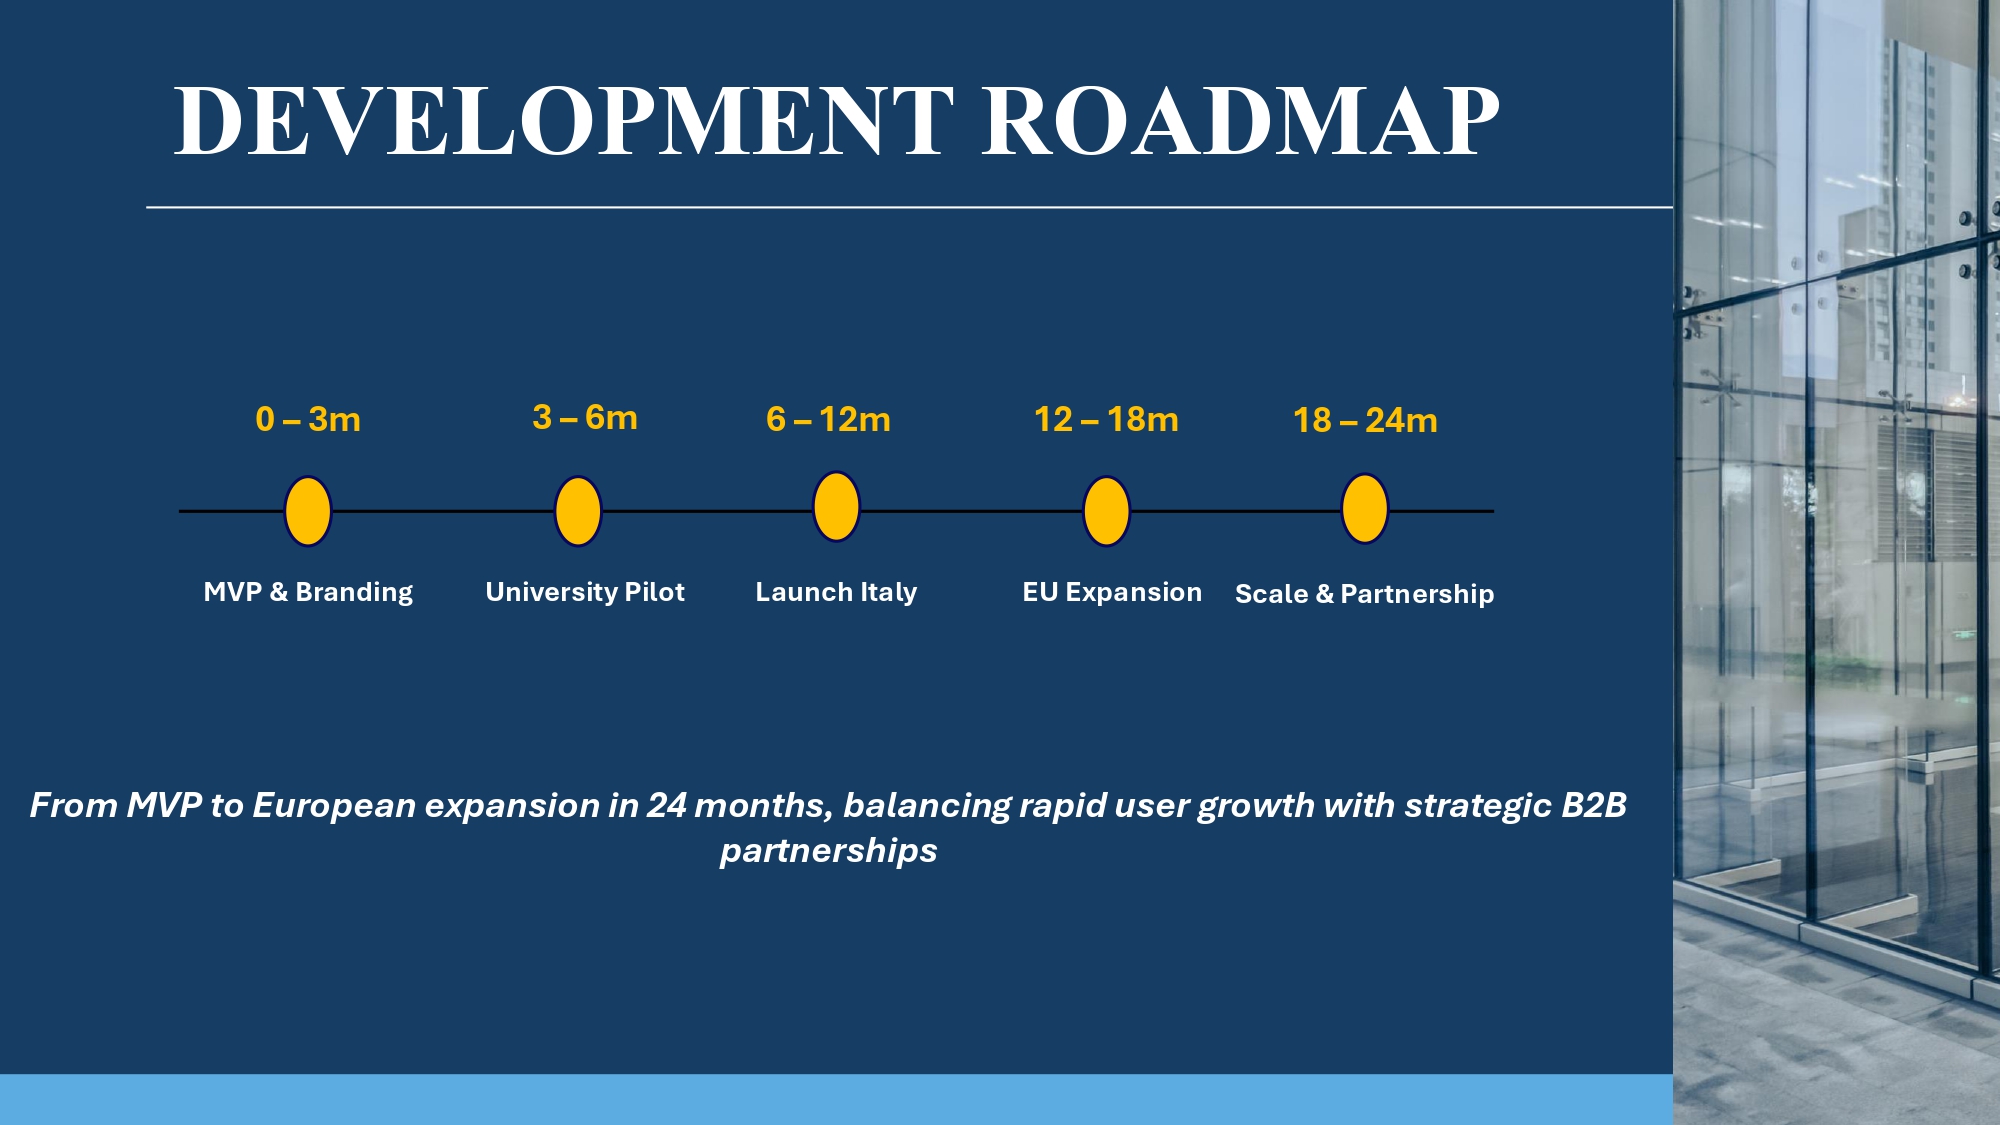 DEVELOPMENT ROADMAP
0 – 3m
3 – 6m
6 – 12m
12 – 18m
18 – 24m
MVP & Branding
University Pilot
Launch Italy
EU Expansion
Scale & Partnership
From MVP to European expansion in 24 months, balancing rapid user growth with strategic B2B
partnerships